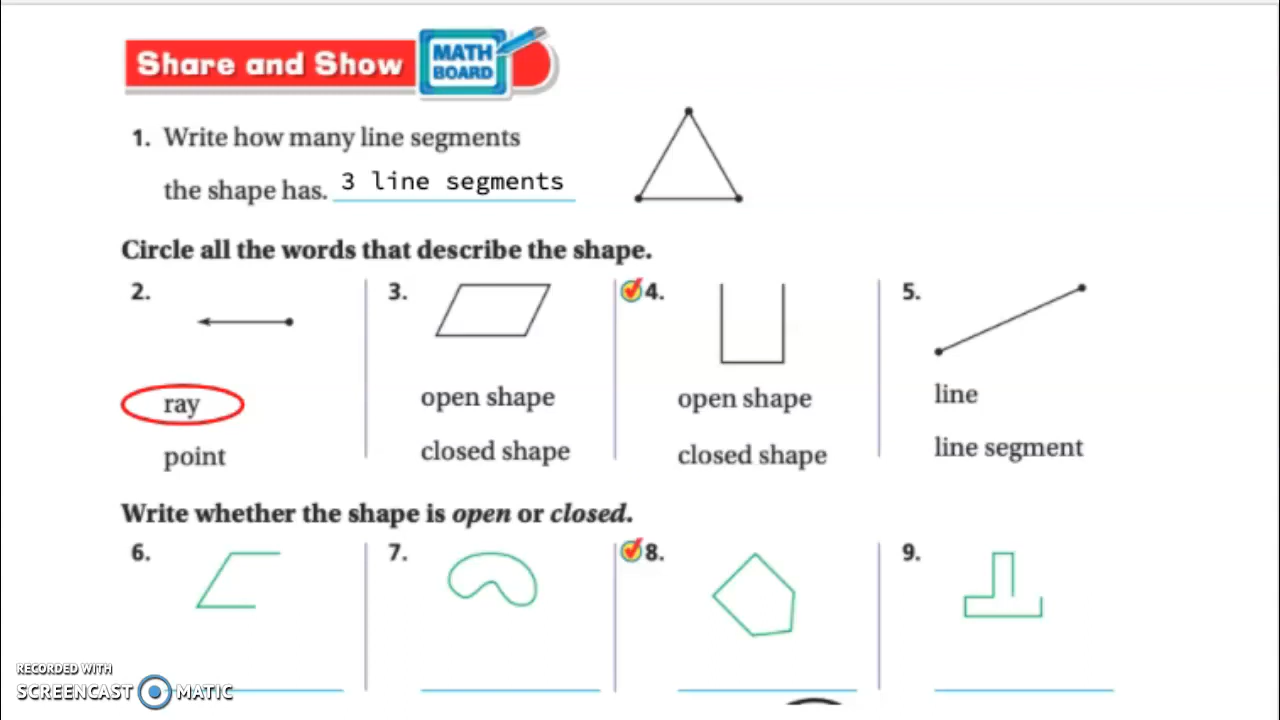 Share and Show
MATH
BOARD
1. Write how many line segments
the shape has. 3 line segments
Circle all the words that describe the shape.
2. 3. 4. 5.
ray open shape open shape line
point closed shape closed shape line segment
Write whether the shape is open or closed.
6. 7. 8. 9.
RECORDED WITH
SCREENCAST MATIC